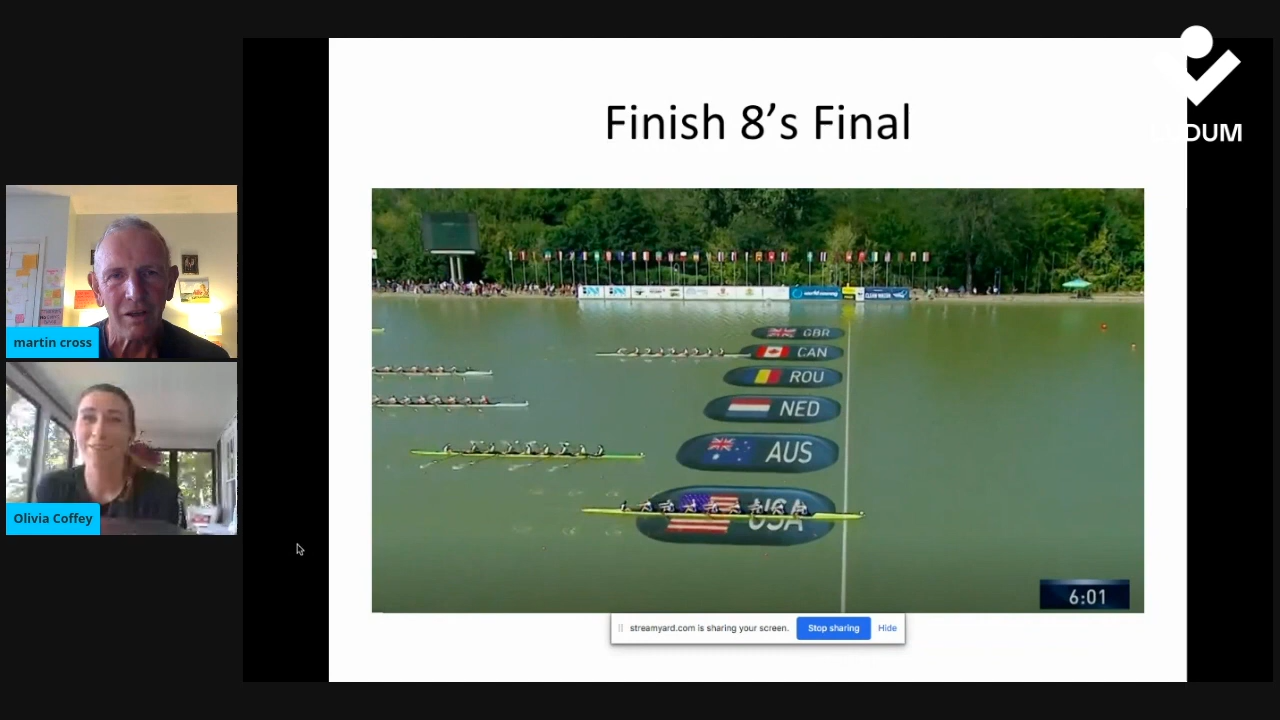 Finish 8's Final
DUM
martin cross
Olivia Coffey
GBR
CAN
ROU
NED
AUS
USA
6:01
streamyard.com is sharing your screen.
Stop sharing
Hide